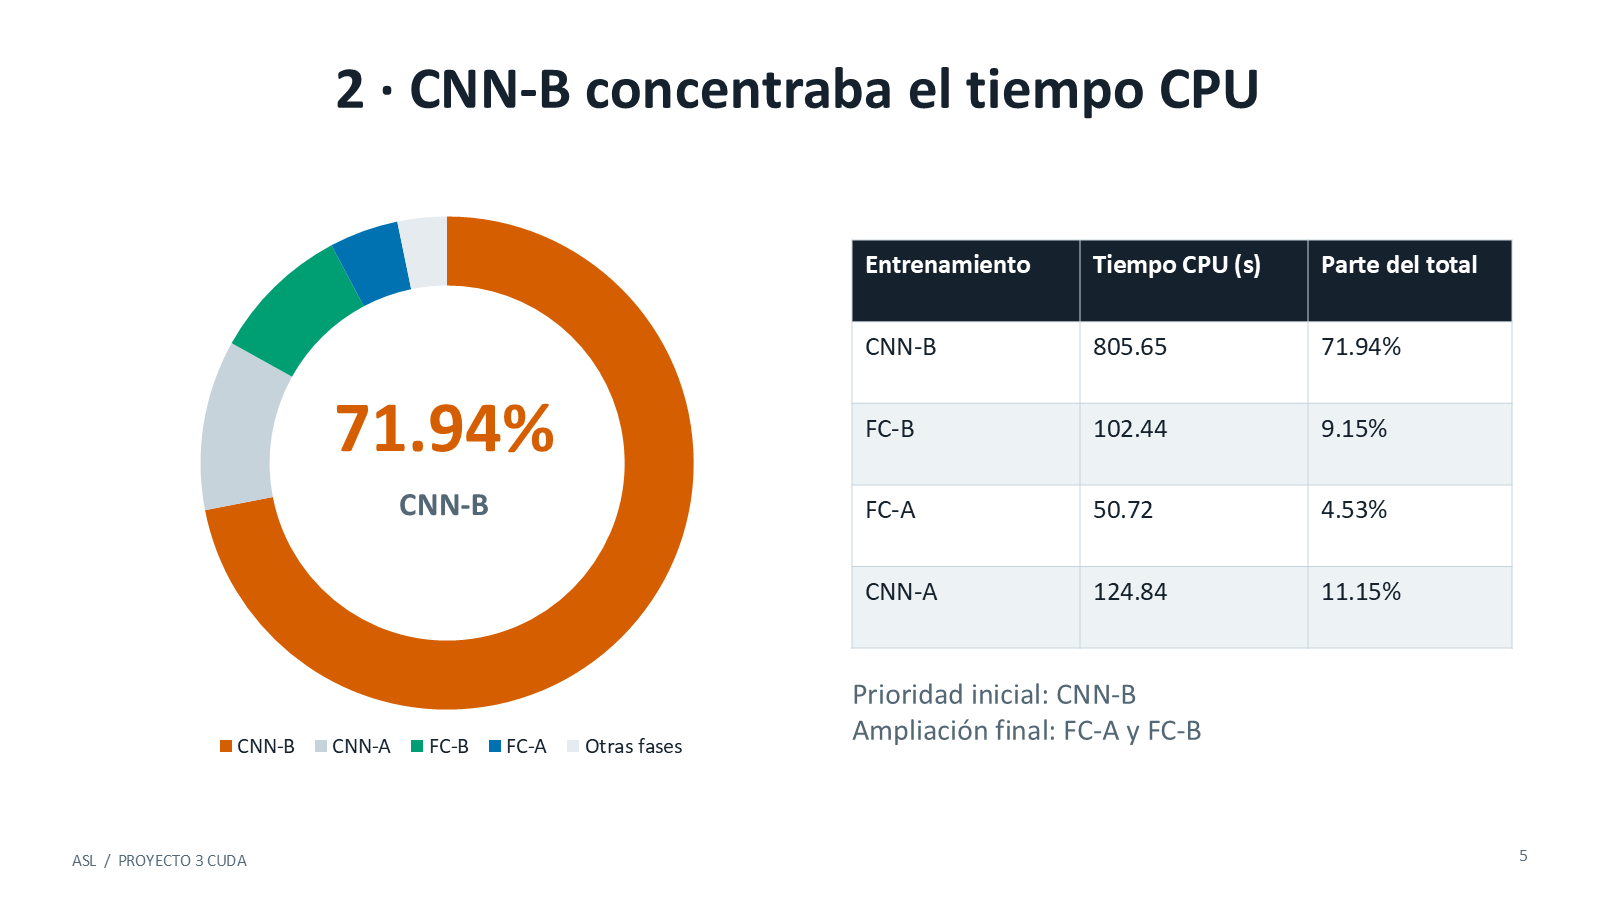 2 · CNN-B concentraba el tiempo CPU
71.94%
CNN-B
CNN-B CNN-A FC-B FC-A Otras fases
Entrenamiento Tiempo CPU (s) Parte del total
CNN-B 805.65 71.94%
FC-B 102.44 9.15%
FC-A 50.72 4.53%
CNN-A 124.84 11.15%
Prioridad inicial: CNN-B
Ampliación final: FC-A y FC-B
ASL / PROYECTO 3 CUDA
5